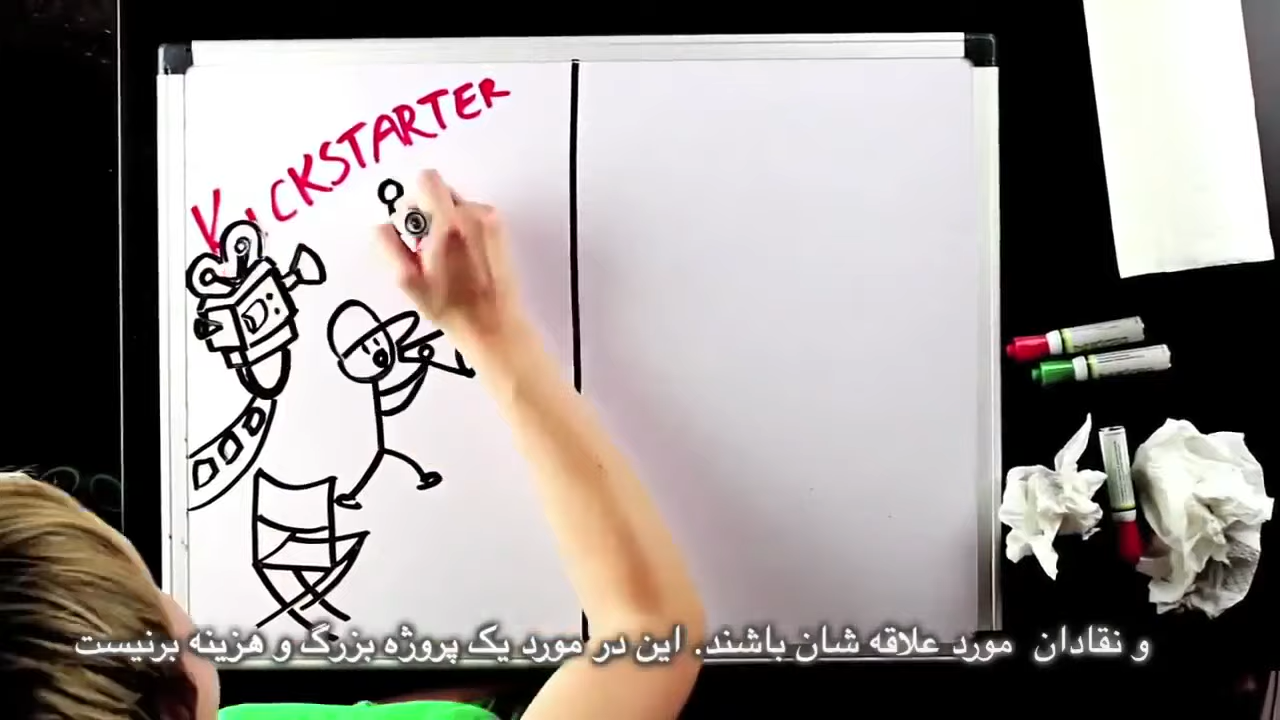 KICKSTARTER
و نقادان مورد علاقه شان باشند. این در مورد یک پروژه بزرگ و هزینه برنیست